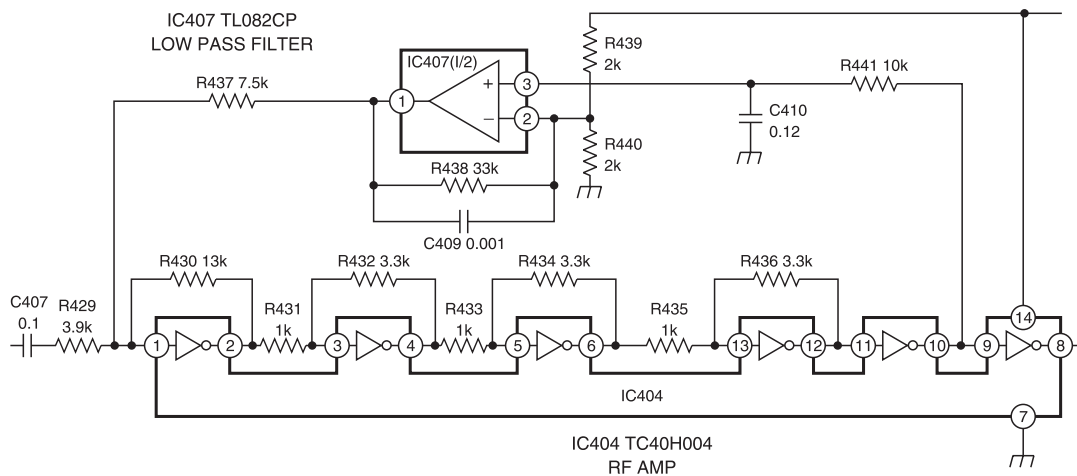 IC407 TL082CP
LOW PASS FILTER
IC407(I/2)
R439
2k
R437 7.5k
1
+
−
3
2
R441 10k
C410
0.12
R440
2k
R438 33k
C409 0.001
R430 13k
R432 3.3k
R434 3.3k
R436 3.3k
C407
0.1
R429
3.9k
R431
1k
R433
1k
R435
1k
14
1
2
3
4
5
6
13
12
11
10
9
8
IC404
7
IC404 TC40H004
RF AMP